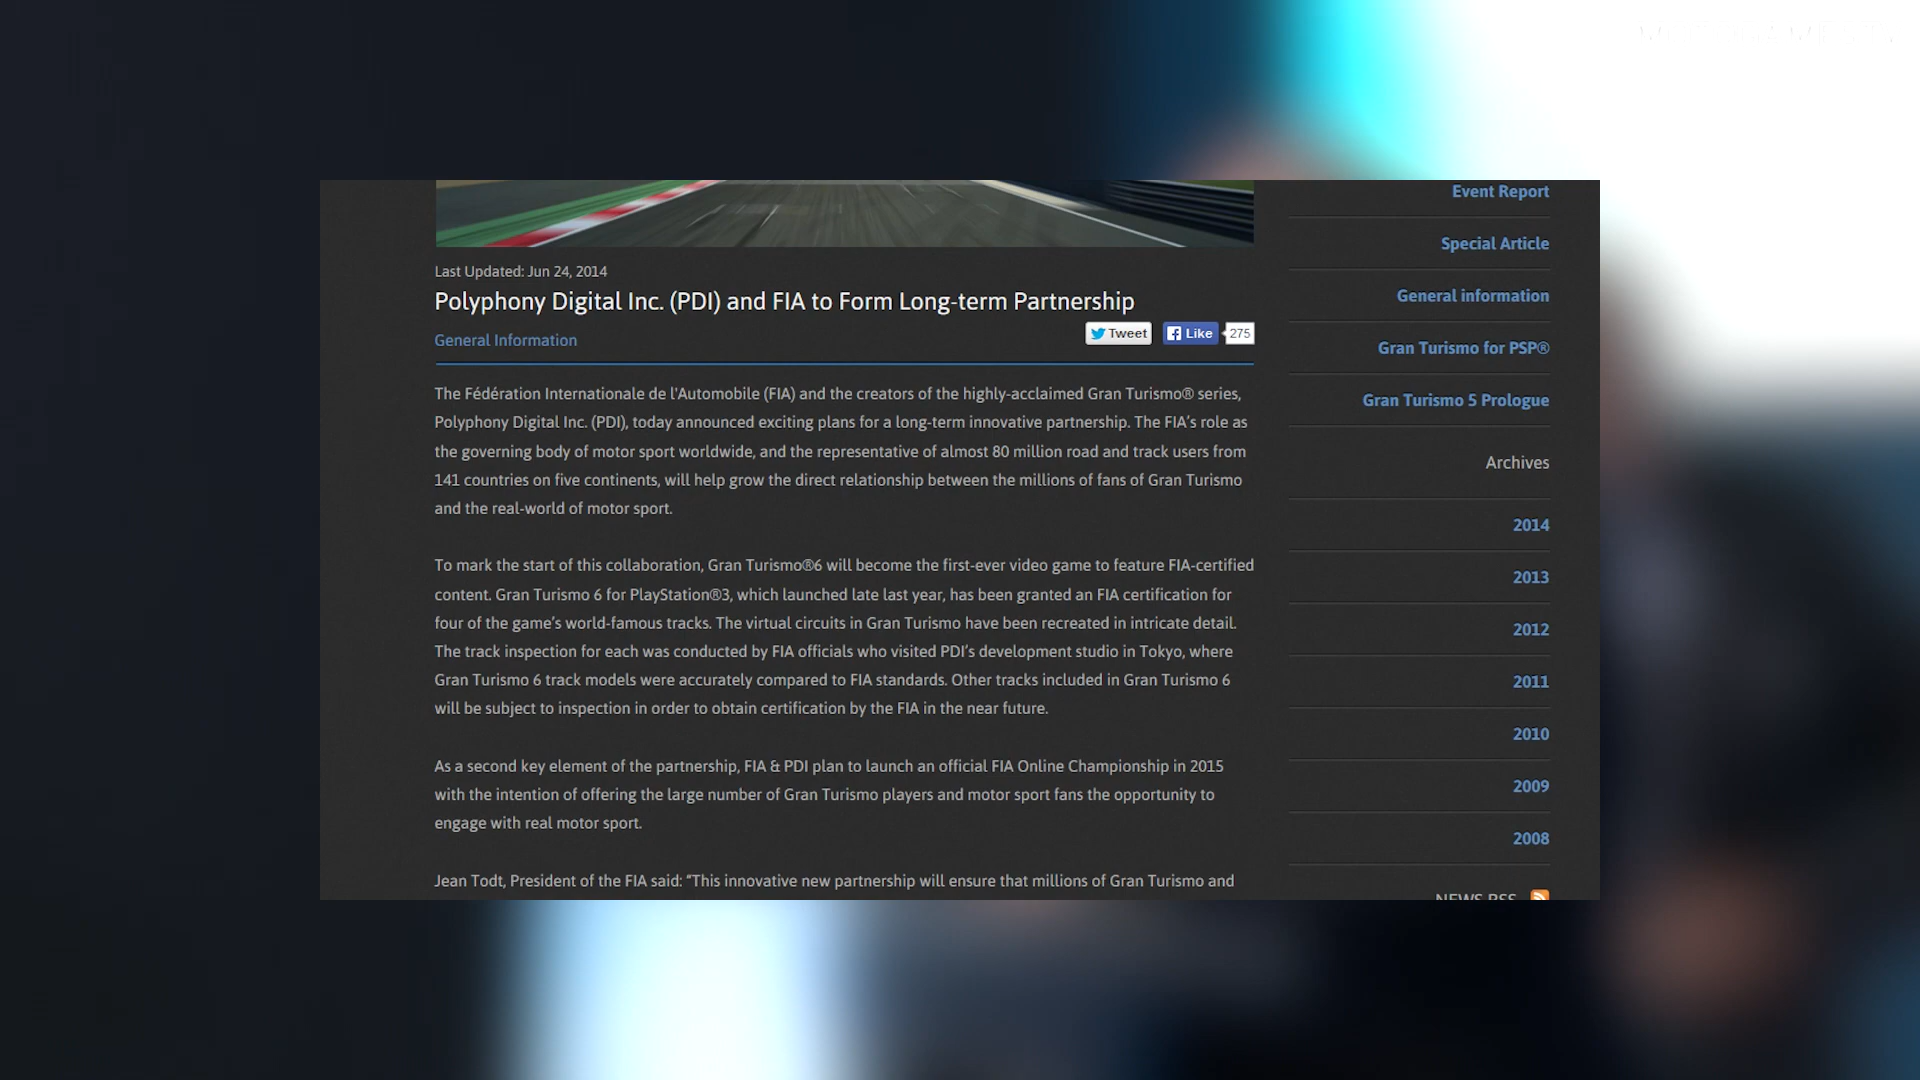 Event Report
Special Article
General information
Gran Turismo for PSP®
Gran Turismo 5 Prologue
Archives
2014
2013
2012
2011
2010
2009
2008
NEWS RSS
Last Updated: Jun 24, 2014
Polyphony Digital Inc. (PDI) and FIA to Form Long-term Partnership
General Information
Tweet
Like
275
The Fédération Internationale de l'Automobile (FIA) and the creators of the highly-acclaimed Gran Turismo® series,
Polyphony Digital Inc. (PDI), today announced exciting plans for a long-term innovative partnership. The FIA’s role as
the governing body of motor sport worldwide, and the representative of almost 80 million road and track users from
141 countries on five continents, will help grow the direct relationship between the millions of fans of Gran Turismo
and the real-world of motor sport.
To mark the start of this collaboration, Gran Turismo®6 will become the first-ever video game to feature FIA-certified
content. Gran Turismo 6 for PlayStation®3, which launched late last year, has been granted an FIA certification for
four of the game’s world-famous tracks. The virtual circuits in Gran Turismo have been recreated in intricate detail.
The track inspection for each was conducted by FIA officials who visited PDI’s development studio in Tokyo, where
Gran Turismo 6 track models were accurately compared to FIA standards. Other tracks included in Gran Turismo 6
will be subject to inspection in order to obtain certification by the FIA in the near future.
As a second key element of the partnership, FIA & PDI plan to launch an official FIA Online Championship in 2015
with the intention of offering the large number of Gran Turismo players and motor sport fans the opportunity to
engage with real motor sport.
Jean Todt, President of the FIA said: “This innovative new partnership will ensure that millions of Gran Turismo and